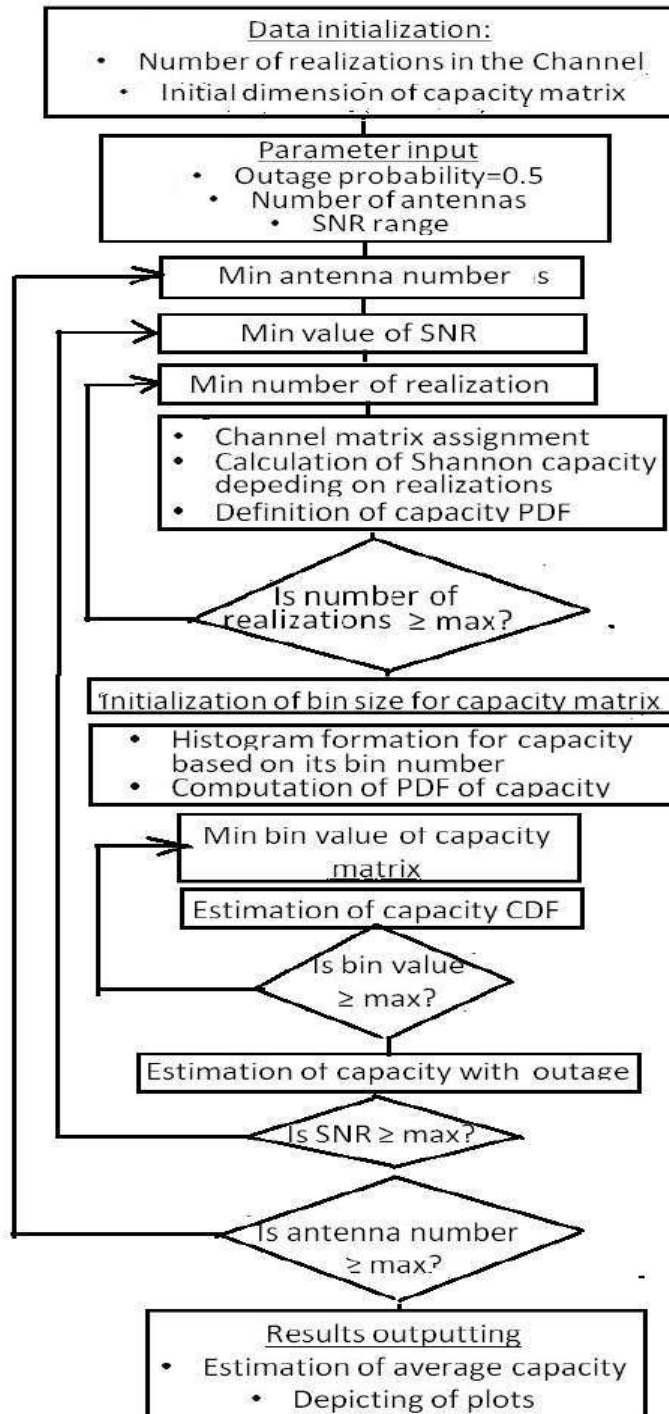 Data initialization:
• Number of realizations in the Channel
• Initial dimension of capacity matrix
Parameter input
• Outage probability=0.5
• Number of antennas
• SNR range
Min antenna number s
Min value of SNR
Min number of realization
• Channel matrix assignment
• Calculation of Shannon capacity
depeding on realizations
• Definition of capacity PDF
Is number of
realizations ≥ max?
Initialization of bin size for capacity matrix
• Histogram formation for capacity
based on its bin number
• Computation of PDF of capacity
Min bin value of capacity
matrix
Estimation of capacity CDF
Is bin value
≥ max?
Estimation of capacity with outage
Is SNR ≥ max?
Is antenna number
≥ max?
Results outputting
• Estimation of average capacity
• Depicting of plots